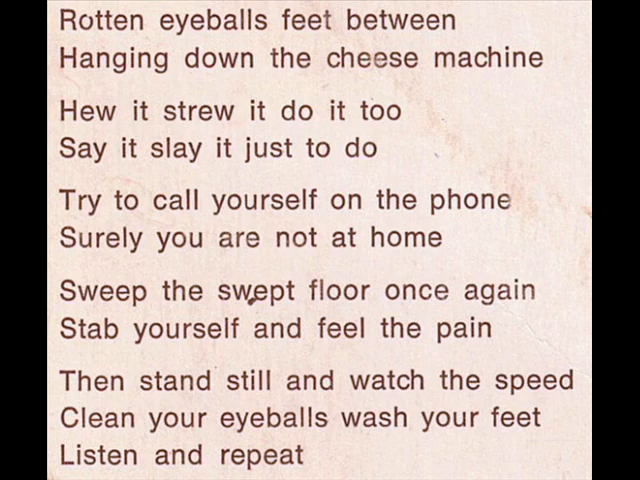 Rotten eyeballs feet between
Hanging down the cheese machine
Hew it strew it do it too
Say it slay it just to do
Try to call yourself on the phone
Surely you are not at home
Sweep the swept floor once again
Stab yourself and feel the pain
Then stand still and watch the speed
Clean your eyeballs wash your feet
Listen and repeat